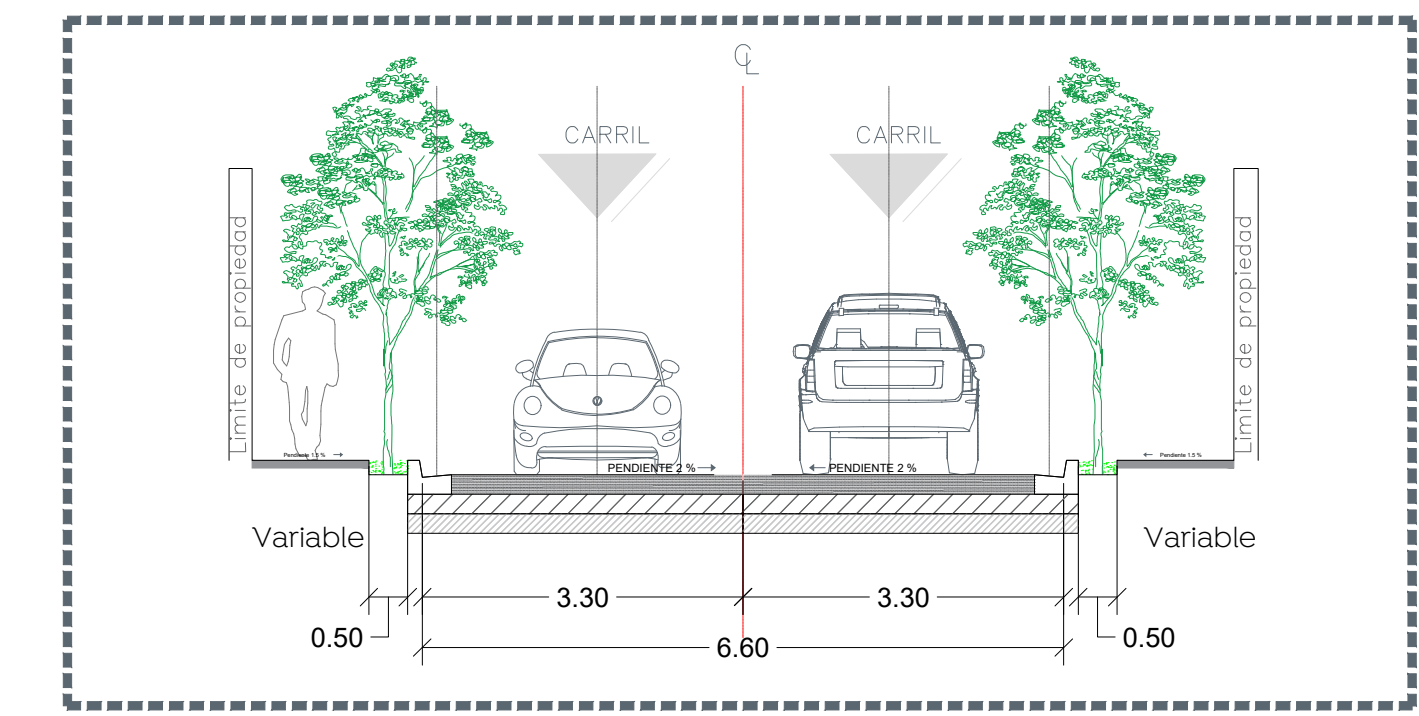 ℄
CARRIL
CARRIL
Limite de propiedad
Limite de propiedad
Pendiente 1.5 %
PENDIENTE 2 %
PENDIENTE 2 %
Pendiente 1.5 %
Variable
Variable
3.30
3.30
0.50
0.50
6.60